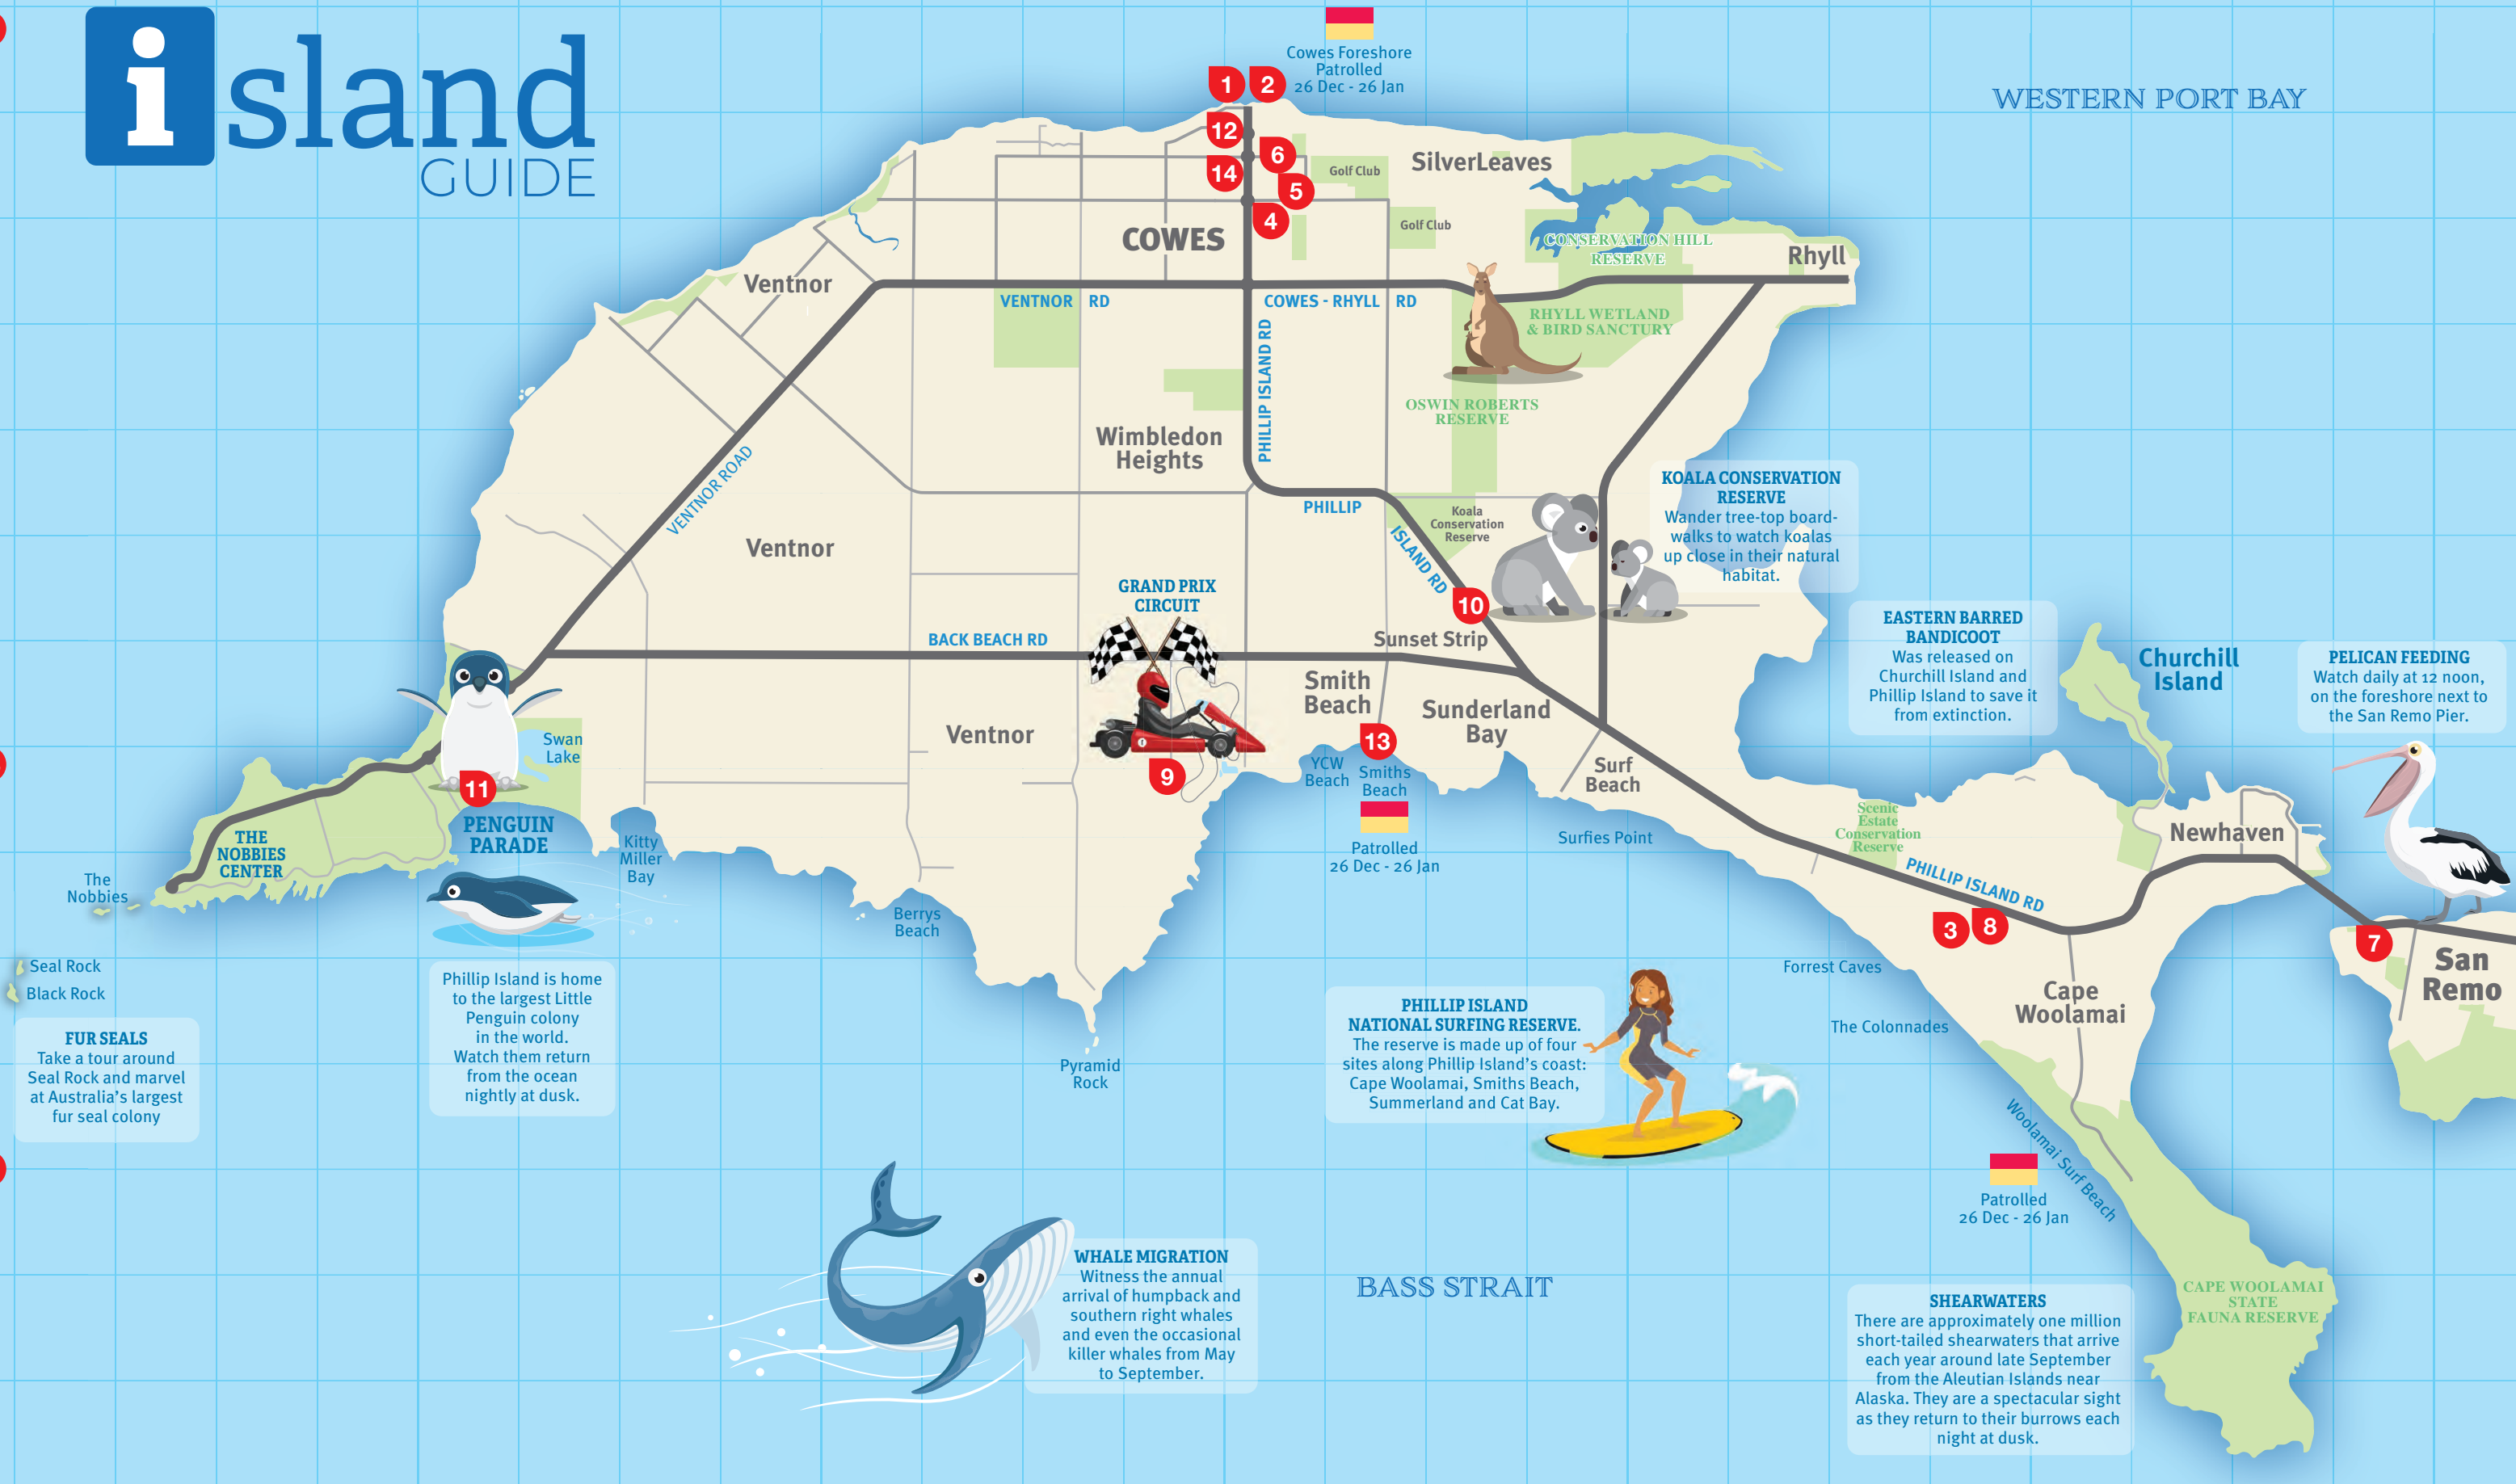 island
GUIDE
Cowes Foreshore
Patrolled
26 Dec - 26 Jan
WESTERN PORT BAY
1
2
12
6
14
5
4
Golf Club
SilverLeaves
Golf Club
COWES
CONSERVATION HILL
RESERVE
Rhyll
Ventnor
VENTNOR RD
COWES - RHYLL RD
RHYLL WETLAND
& BIRD SANCTURY
PHILLIP ISLAND RD
OSWIN ROBERTS
RESERVE
Wimbledon
Heights
VENTNOR ROAD
PHILLIP
ISLAND RD
Koala
Conservation
Reserve
KOALA CONSERVATION
RESERVE
Wander tree-top board-
walks to watch koalas
up close in their natural
habitat.
Ventnor
GRAND PRIX
CIRCUIT
10
BACK BEACH RD
Sunset Strip
EASTERN BARRED
BANDICOOT
Was released on
Churchill Island and
Phillip Island to save it
from extinction.
Churchill
Island
PELICAN FEEDING
Watch daily at 12 noon,
on the foreshore next to
the San Remo Pier.
Smith
Beach
Sunderland
Bay
Ventnor
Swan
Lake
13
9
11
YCW
Beach
Smiths
Beach
Patrolled
26 Dec - 26 Jan
Surf
Beach
Surfies Point
Scenic
Estate
Conservation
Reserve
Newhaven
THE
NOBBIES
CENTER
PENGUIN
PARADE
Kitty
Miller
Bay
The
Nobbies
Berrys
Beach
PHILLIP ISLAND RD
3
8
7
San
Remo
Seal Rock
Black Rock
FUR SEALS
Take a tour around
Seal Rock and marvel
at Australia's largest
fur seal colony
Phillip Island is home
to the largest Little
Penguin colony
in the world.
Watch them return
from the ocean
nightly at dusk.
Pyramid
Rock
PHILLIP ISLAND
NATIONAL SURFING RESERVE.
The reserve is made up of four
sites along Phillip Island's coast:
Cape Woolamai, Smiths Beach,
Summerland and Cat Bay.
Forrest Caves
The Colonnades
Cape
Woolamai
Woolamai Surf Beach
Patrolled
26 Dec - 26 Jan
WHALE MIGRATION
Witness the annual
arrival of humpback and
southern right whales
and even the occasional
killer whales from May
to September.
BASS STRAIT
SHEARWATERS
There are approximately one million
short-tailed shearwaters that arrive
each year around late September
from the Aleutian Islands near
Alaska. They are a spectacular sight
as they return to their burrows each
night at dusk.
CAPE WOOLAMAI
STATE
FAUNA RESERVE